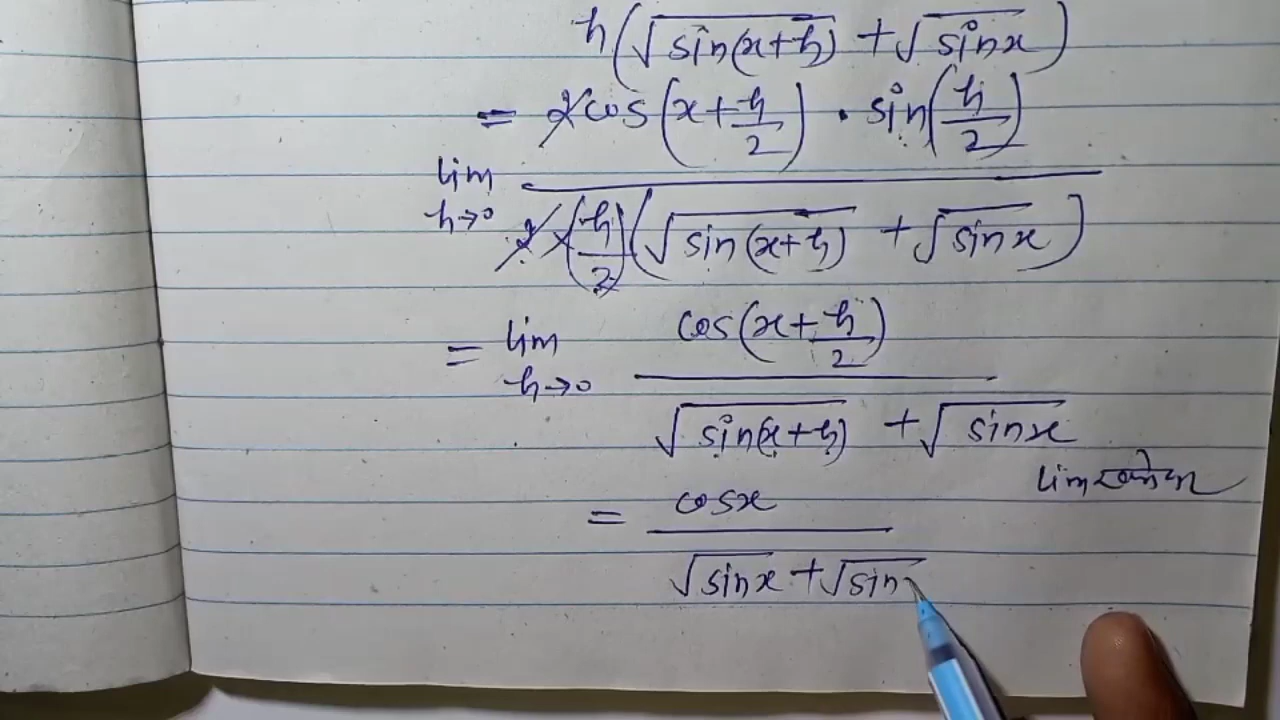 h(√sin(x+h) + √sinx)
= 2cos(x+h/2) · sin(h/2)
lim h→0
2×(h/2)(√sin(x+h) + √sinx)
= lim h→0 cos(x+h/2)
√sin(x+h) + √sinx
lim
= cosx
√sinx + √sin